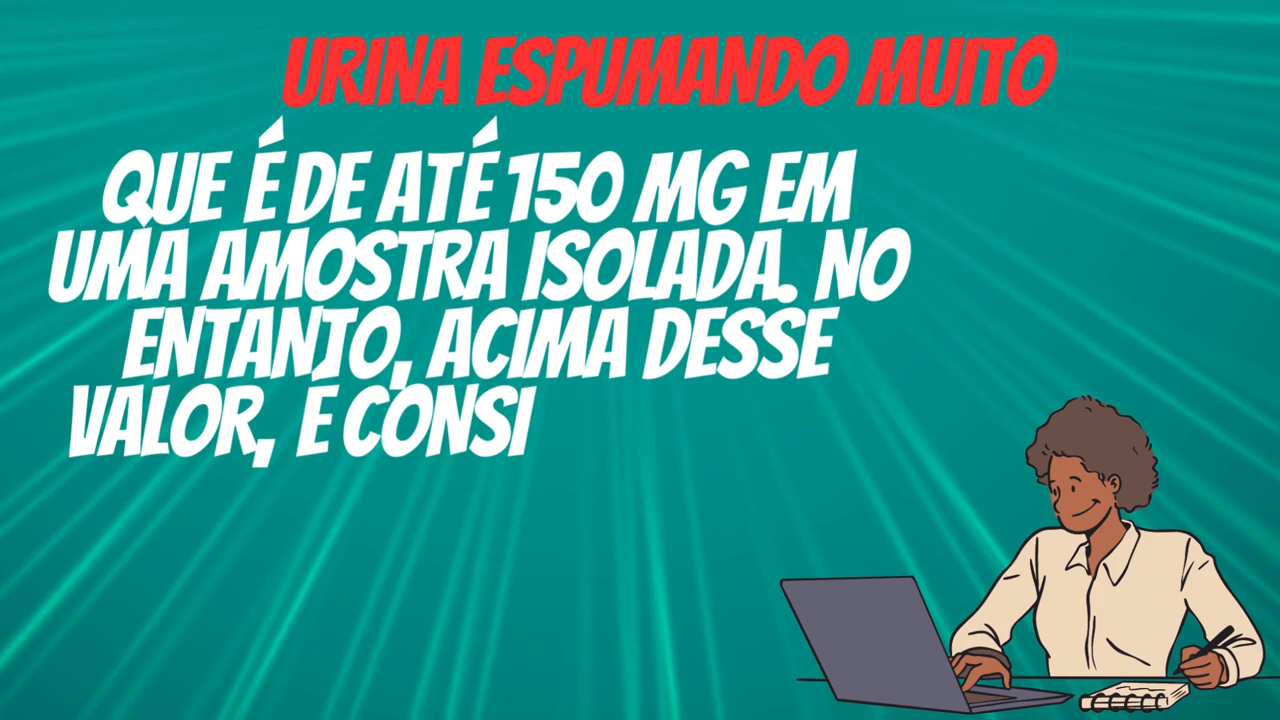 URINA ESPUMANDO MUITO
QUE É DE ATÉ 150 MG EM
UMA AMOSTRA ISOLADA. NO
ENTANTO, ACIMA DESSE
VALOR, É CONSI